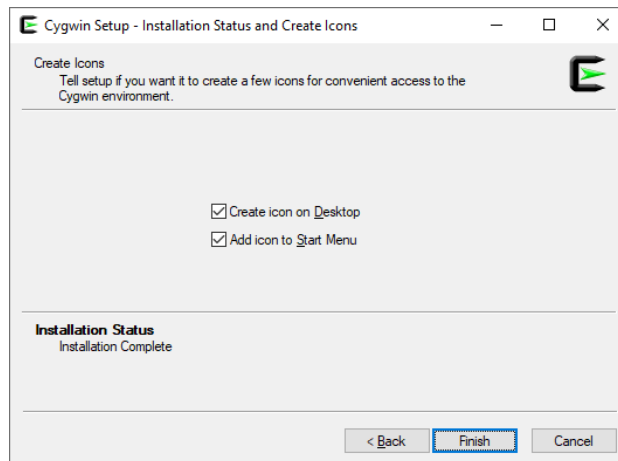 Cygwin Setup - Installation Status and Create Icons
Create Icons
Tell setup if you want it to create a few icons for convenient access to the
Cygwin environment.
Create icon on Desktop
Add icon to Start Menu
Installation Status
Installation Complete
< Back Finish Cancel